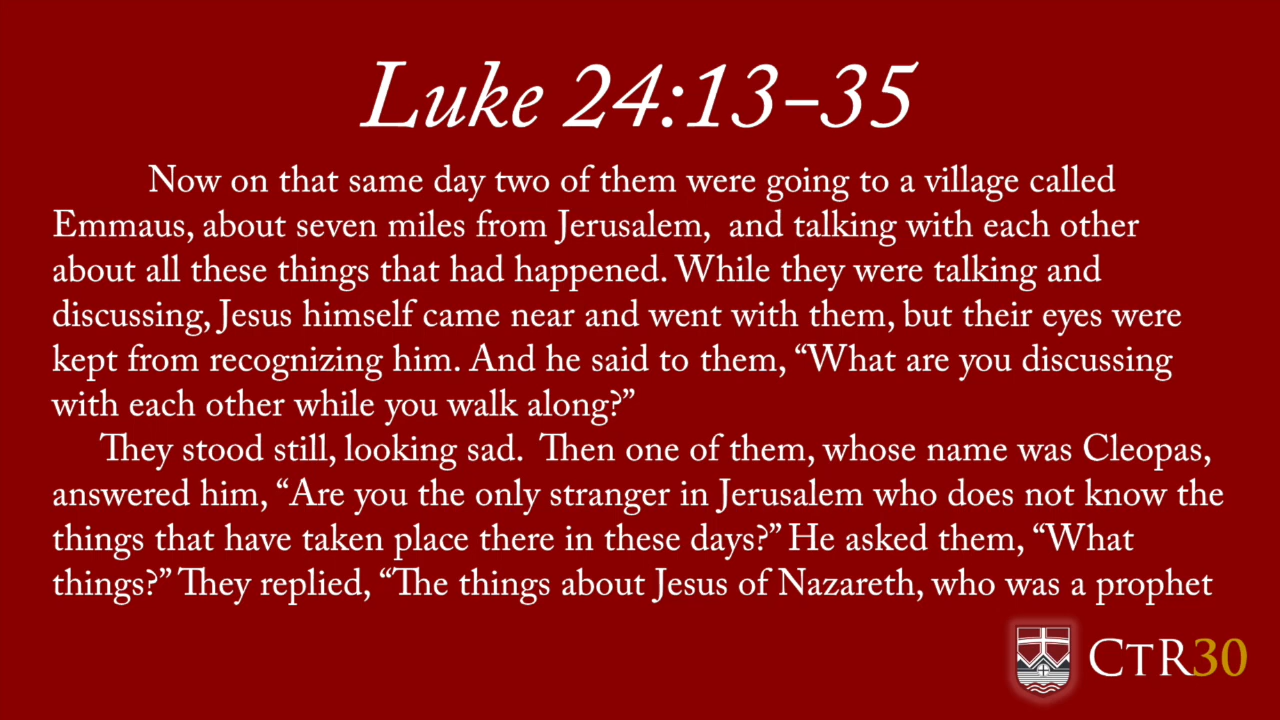 Luke 24:13–35
Now on that same day two of them were going to a village called
Emmaus, about seven miles from Jerusalem,  and talking with each other
about all these things that had happened. While they were talking and
discussing, Jesus himself came near and went with them, but their eyes were
kept from recognizing him. And he said to them, “What are you discussing
with each other while you walk along?”
They stood still, looking sad.  Then one of them, whose name was Cleopas,
answered him, “Are you the only stranger in Jerusalem who does not know the
things that have taken place there in these days?” He asked them, “What
things?” They replied, “The things about Jesus of Nazareth, who was a prophet
CTR30